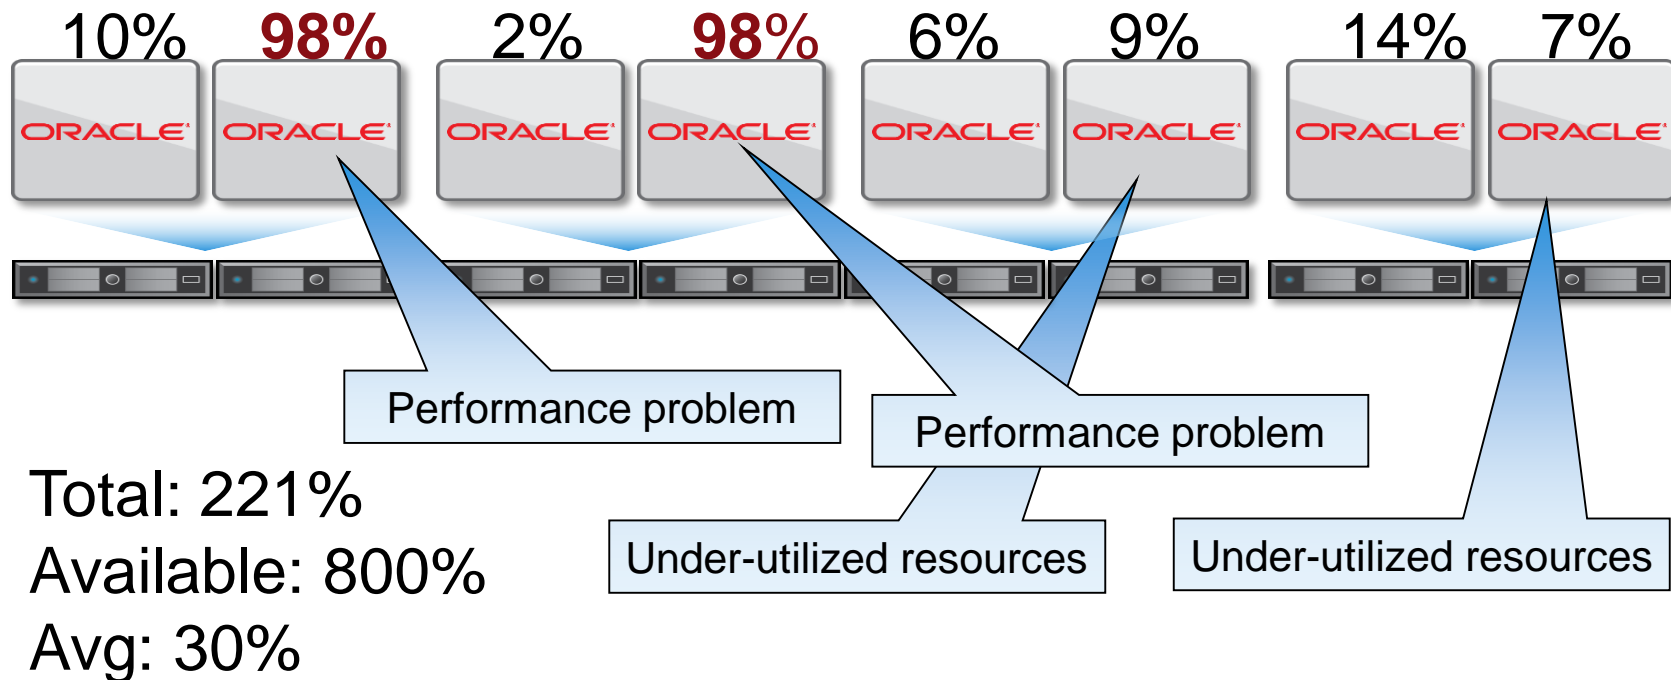 10% 98% 2% 98% 6% 9% 14% 7%
ORACLE ORACLE ORACLE ORACLE ORACLE ORACLE ORACLE ORACLE
Performance problem
Performance problem
Under-utilized resources
Under-utilized resources
Total: 221%
Available: 800%
Avg: 30%